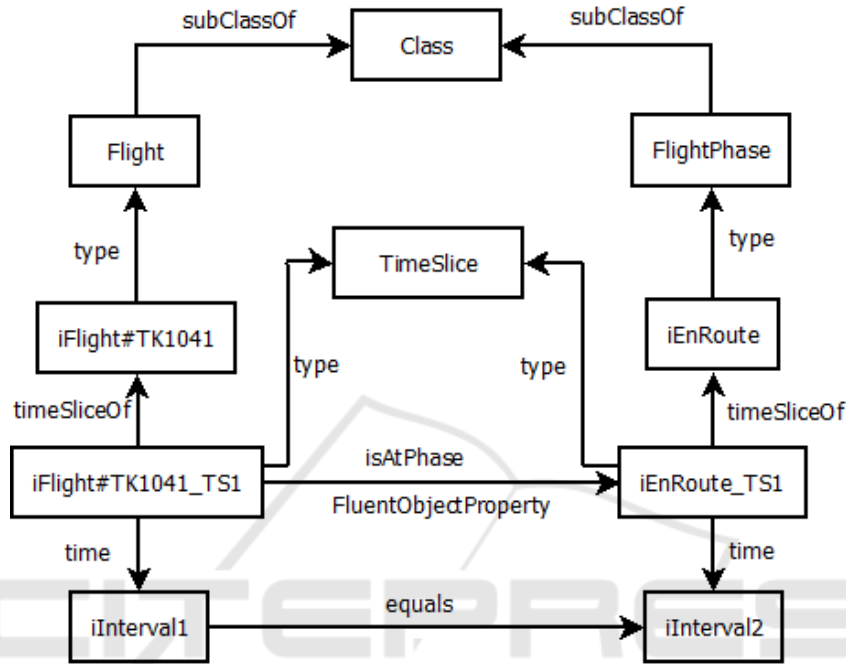 subClassOf
subClassOf
Class
Flight
FlightPhase
type
type
TimeSlice
iFlight#TK1041
iEnRoute
type
type
timeSliceOf
timeSliceOf
isAtPhase
iFlight#TK1041_TS1
iEnRoute_TS1
FluentObjectProperty
time
time
equals
iInterval1
iInterval2
CITEPRES